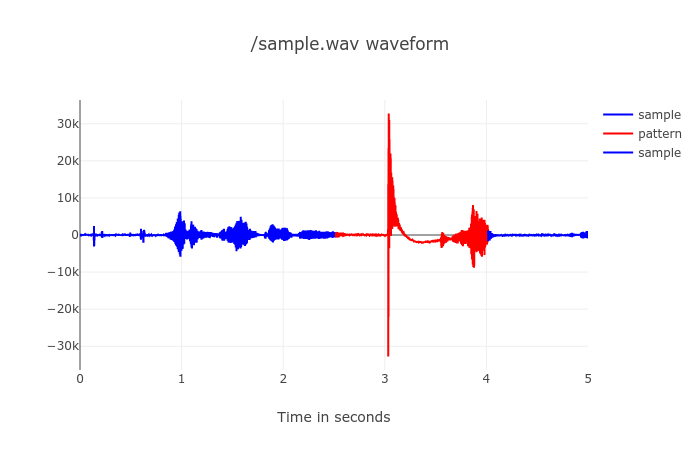 /sample.wav waveform
30k
20k
10k
0
−10k
−20k
−30k
0 1 2 3 4 5
Time in seconds
sample
pattern
sample